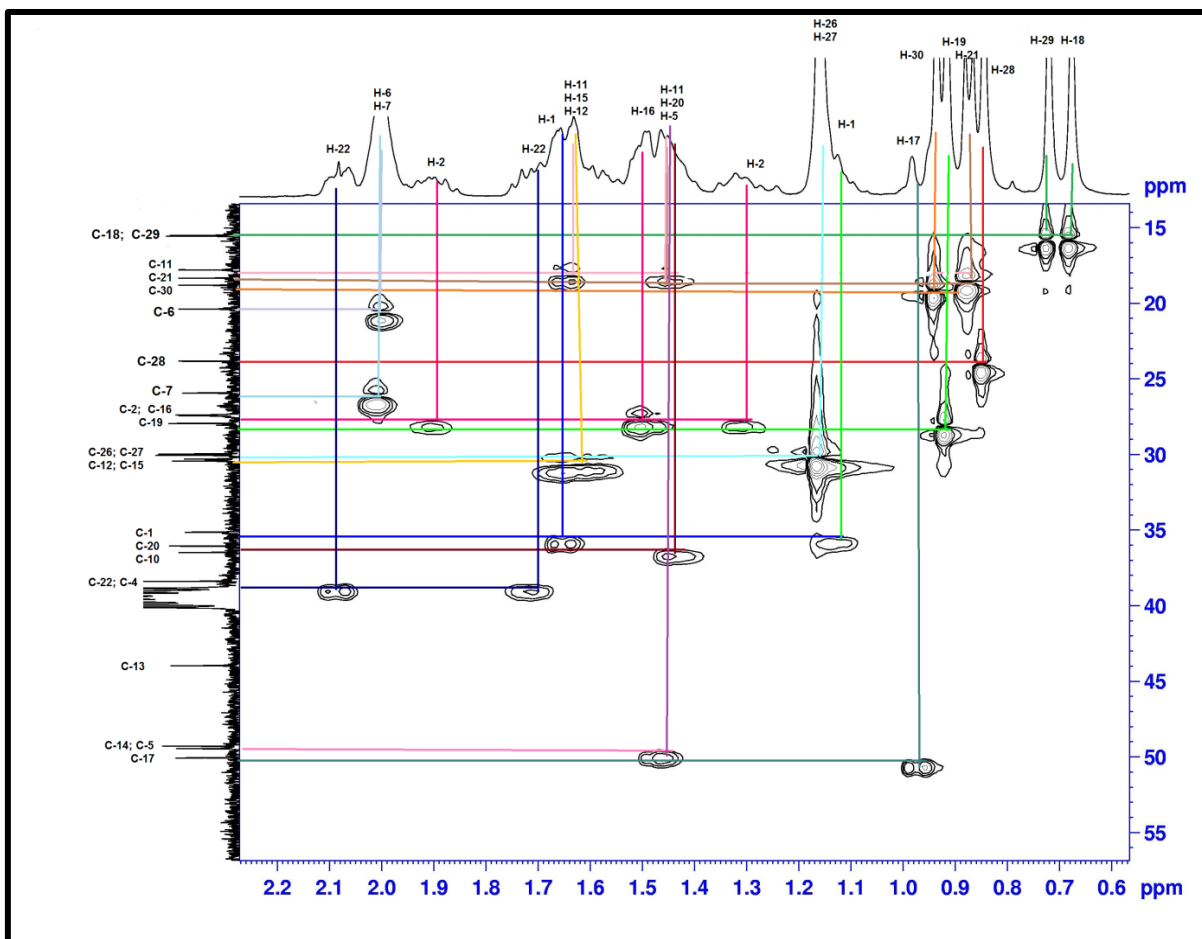 H-26
H-27
H-19
H-30
H-29
H-18
H-21
H-28
H-6
H-7
H-11
H-15
H-12
H-11
H-20
H-5
H-1
H-16
H-1
H-22
H-22
H-2
H-2
H-17
ppm
C-18; C-29
15
C-11
C-21
C-30
20
C-6
C-28
25
C-7
C-2; C-16
C-19
C-26; C-27
30
C-12; C-15
C-1
35
C-20
C-10
C-22; C-4
40
C-13
45
C-14; C-5
C-17
50
55
2.2 2.1 2.0 1.9 1.8 1.7 1.6 1.5 1.4 1.3 1.2 1.1 1.0 0.9 0.8 0.7 0.6 ppm